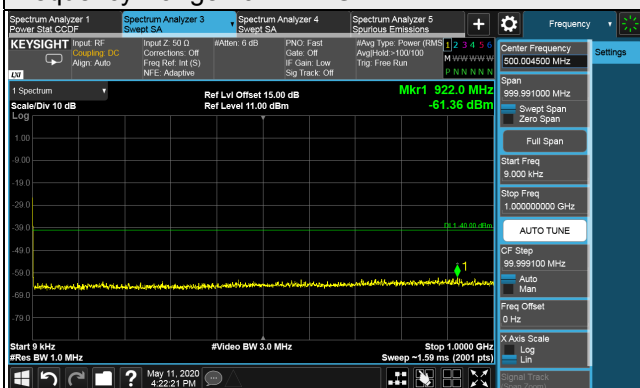 Spectrum Analyzer 1
Power Stat CCDF
Spectrum Analyzer 3
Swept SA
Spectrum Analyzer 4
Swept SA
Spectrum Analyzer 5
Spurious Emissions
+
Frequency
KEYSIGHT
LXI
Input: RF
Coupling: DC
Align: Auto
Input Z: 50 Ω
Corrections: Off
Freq Ref: Int (S)
NFE: Adaptive
#Atten: 6 dB
PNO: Fast
Gate: Off
IF Gain: Low
Sig Track: Off
#Avg Type: Power (RMS
Avg|Hold:>100/100
Trig: Free Run
1 2 3 4 5 6
M W W W W W
P N N N N N
1 Spectrum
Scale/Div 10 dB
Log
Ref Lvl Offset 15.00 dB
Ref Level 11.00 dBm
Mkr1 922.0 MHz
-61.36 dBm
1.00
-9.00
-19.0
-29.0
-39.0
-49.0
-59.0
-69.0
-79.0
DL1 -40.00 dBm
1
Start 9 kHz
#Res BW 1.0 MHz
#Video BW 3.0 MHz
Stop 1.0000 GHz
Sweep ~1.59 ms (2001 pts)
Center Frequency
500.004500 MHz
Settings
Span
999.991000 MHz
Swept Span
Zero Span
Full Span
Start Freq
9.000 kHz
Stop Freq
1.000000000 GHz
AUTO TUNE
CF Step
99.999100 MHz
Auto
Man
Freq Offset
0 Hz
X Axis Scale
Log
Lin
Signal Track
(Span Zoom)
?
May 11, 2020
4:22:21 PM